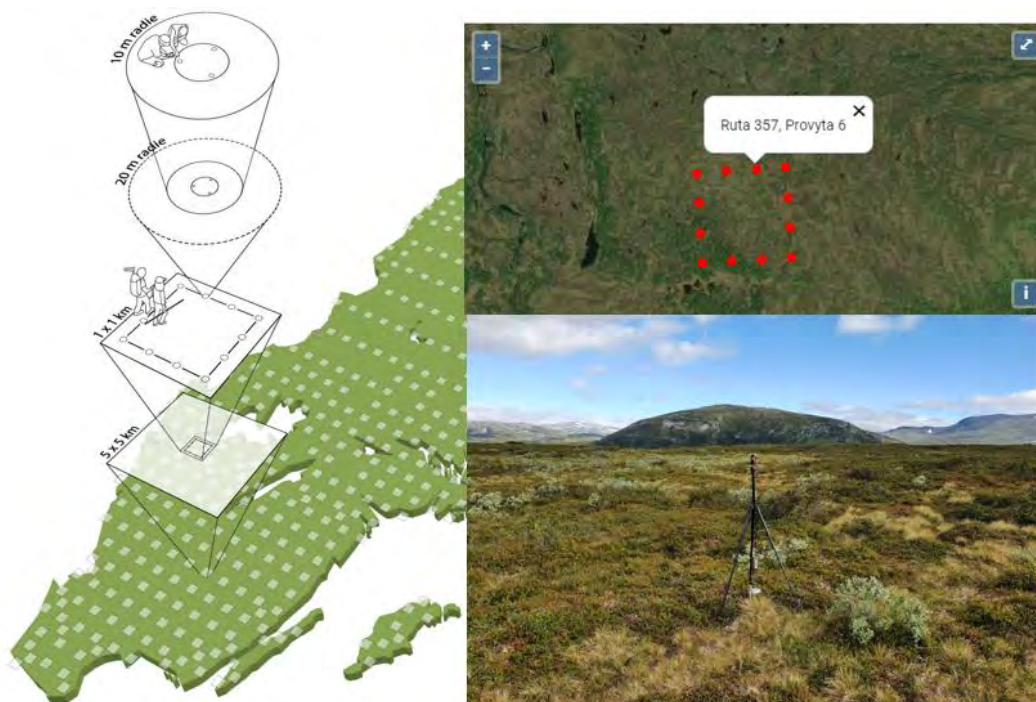 10 m radie
20 m radie
1 x 1 km
5 x 5 km
+
−
Ruta 357, Provyta 6
×
i